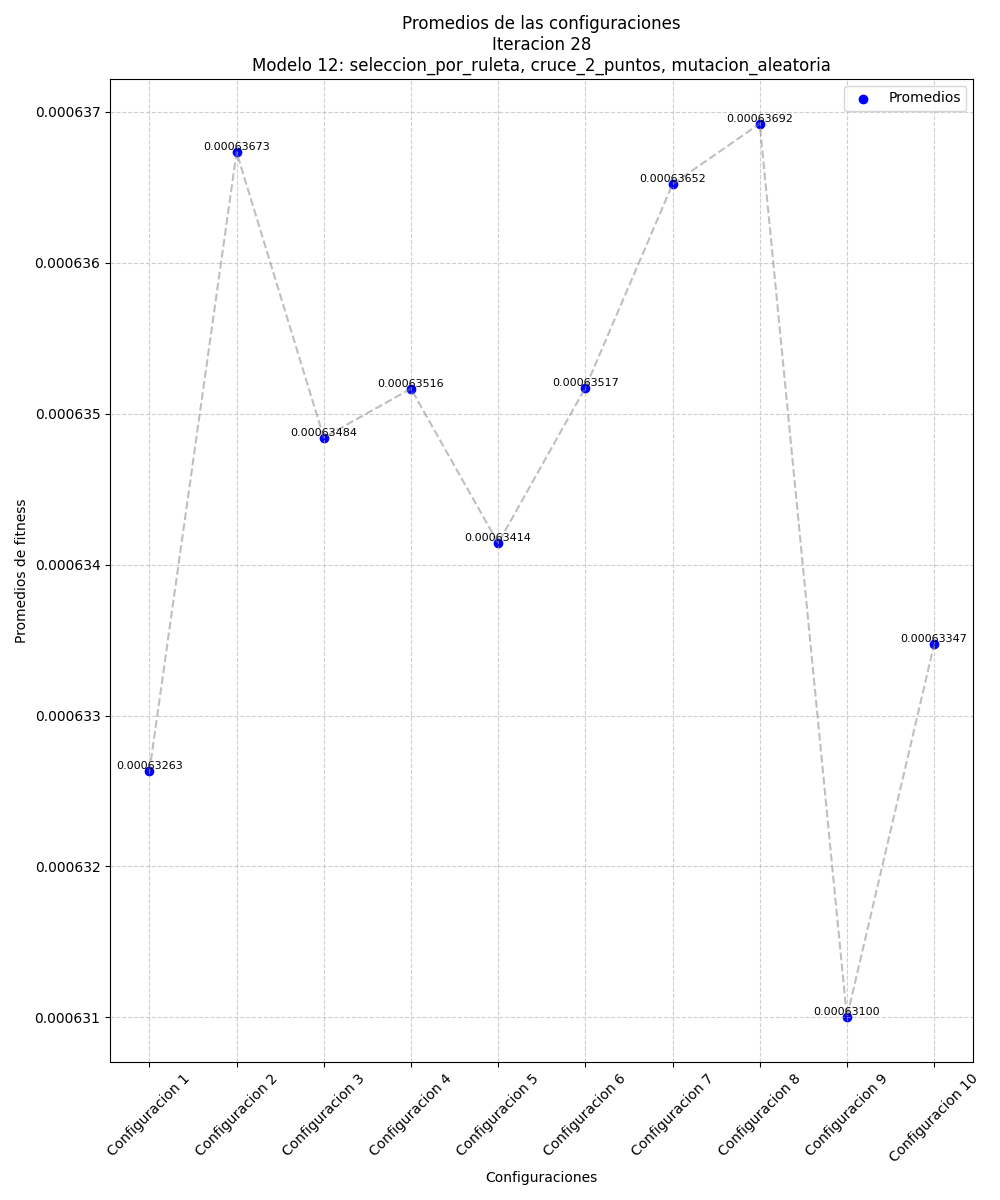 Promedios de las configuraciones
Iteracion 28
Modelo 12: seleccion_por_ruleta, cruce_2_puntos, mutacion_aleatoria
Promedios
0.000637
0.000636
0.000635
0.000634
0.000633
0.000632
0.000631
Promedios de fitness
0.00063263
0.00063673
0.00063484
0.00063516
0.00063414
0.00063517
0.00063652
0.00063692
0.00063100
0.00063347
Configuracion 1
Configuracion 2
Configuracion 3
Configuracion 4
Configuracion 5
Configuracion 6
Configuracion 7
Configuracion 8
Configuracion 9
Configuracion 10
Configuraciones